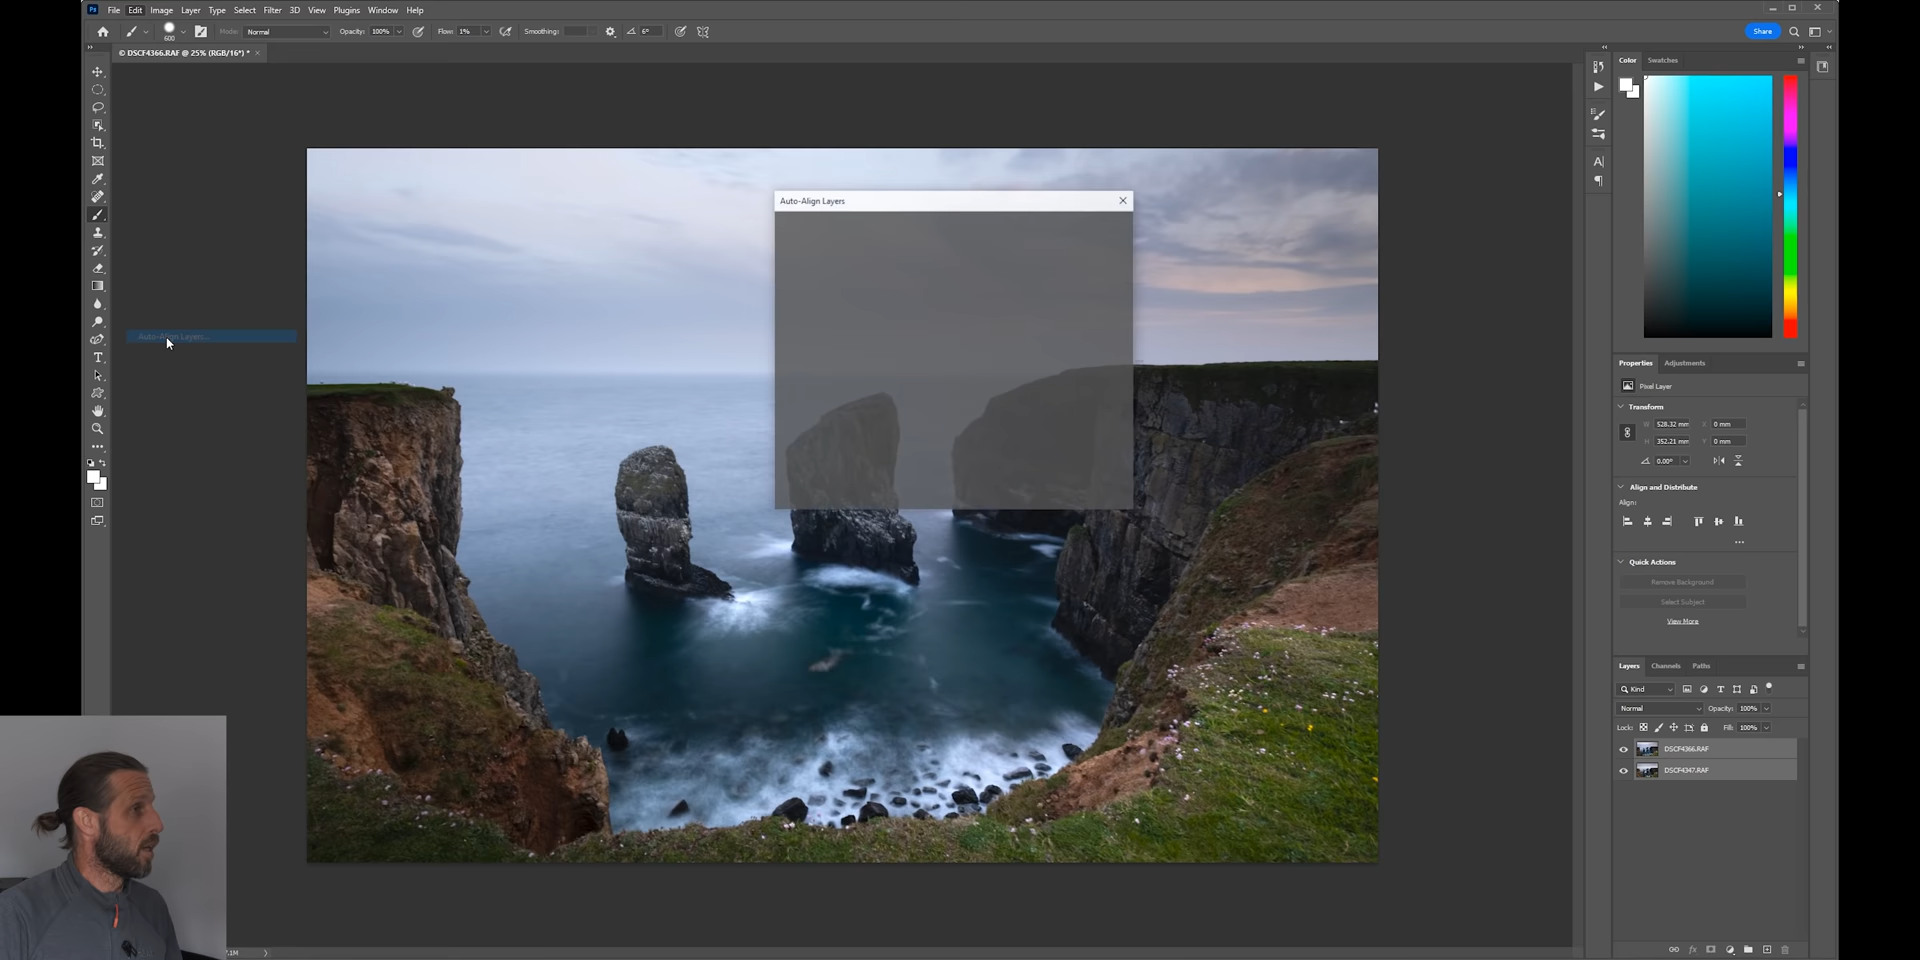 Ps File Edit Image Layer Type Select Filter 3D View Plugins Window Help
600 Mode: Normal Opacity: 100% Flow: 1% Smoothing: 6° Share
© DSCF4366.RAF @ 25% (RGB/16*) * ×
Color Swatches
Auto-Align Layers
Auto-Align Layers...
Properties Adjustments
Pixel Layer
Transform
W 528.32 mm X 0 mm
H 352.21 mm Y 0 mm
0.00°
Align and Distribute
Align:
Quick Actions
Remove Background
Select Subject
View More
Layers Channels Paths
Kind
Normal Opacity: 100%
Lock: Fill: 100%
DSCF4366.RAF
DSCF4347.RAF
fx